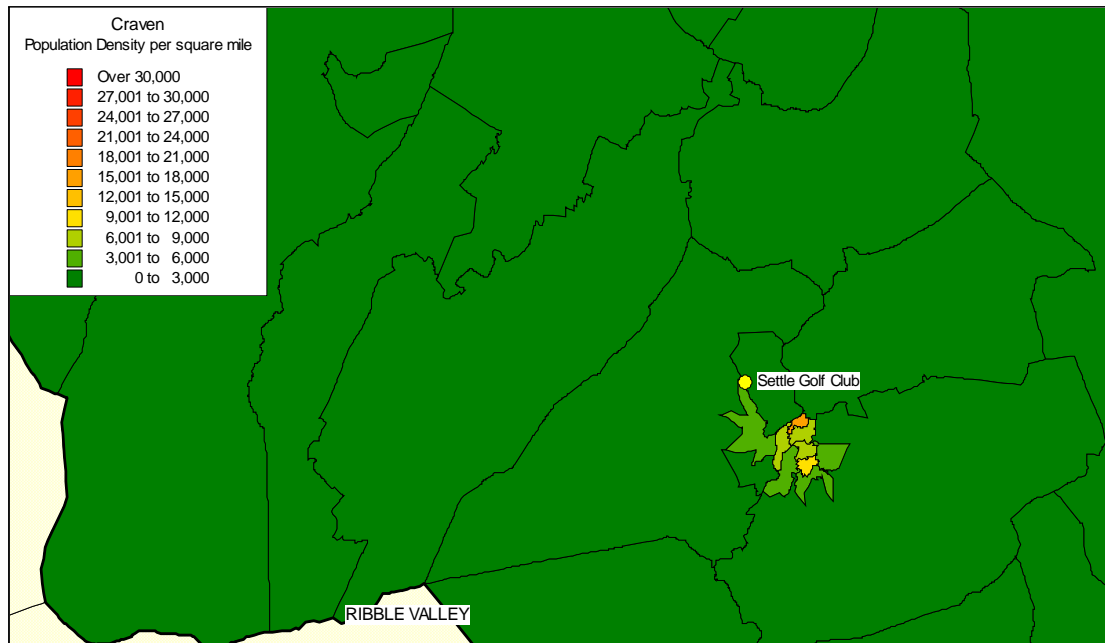 Craven
Population Density per square mile
Over 30,000
27,001 to 30,000
24,001 to 27,000
21,001 to 24,000
18,001 to 21,000
15,001 to 18,000
12,001 to 15,000
9,001 to 12,000
6,001 to 9,000
3,001 to 6,000
0 to 3,000
Settle Golf Club
RIBBLE VALLEY